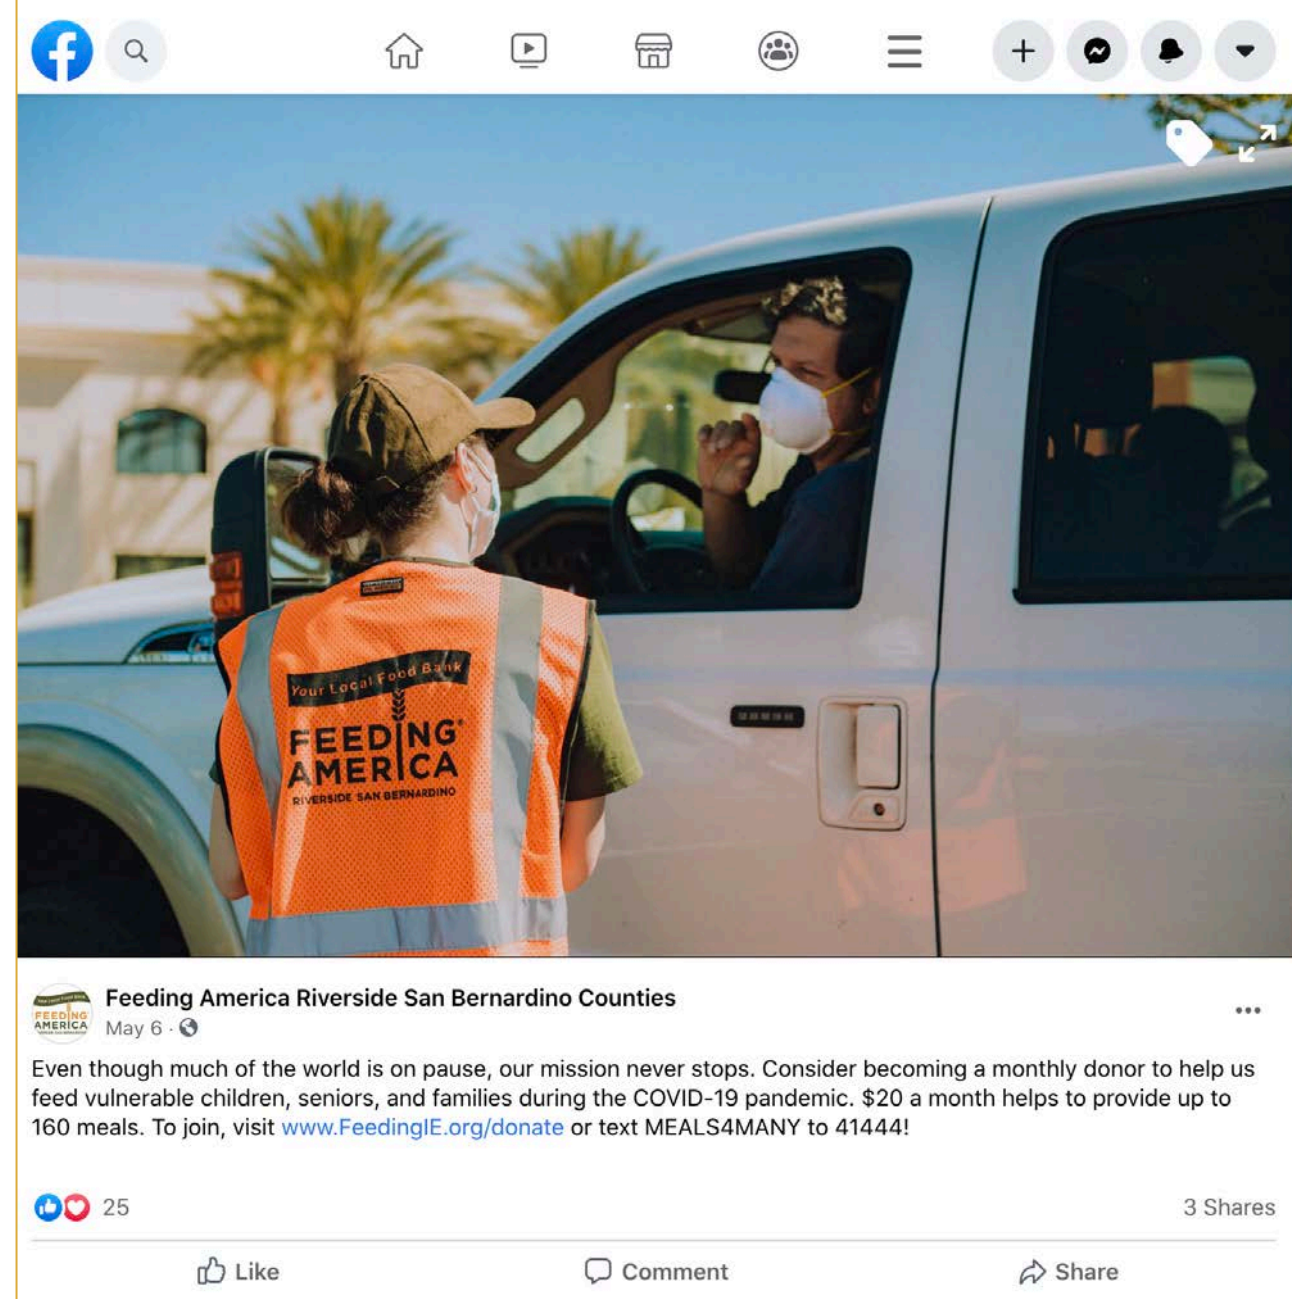 Your Local Food Bank
FEEDING®
AMERICA
RIVERSIDE SAN BERNARDINO
FEEDING
AMERICA
Feeding America Riverside San Bernardino Counties
May 6 ·
Even though much of the world is on pause, our mission never stops. Consider becoming a monthly donor to help us
feed vulnerable children, seniors, and families during the COVID-19 pandemic. $20 a month helps to provide up to
160 meals. To join, visit www.FeedingIE.org/donate or text MEALS4MANY to 41444!
25
3 Shares
Like
Comment
Share